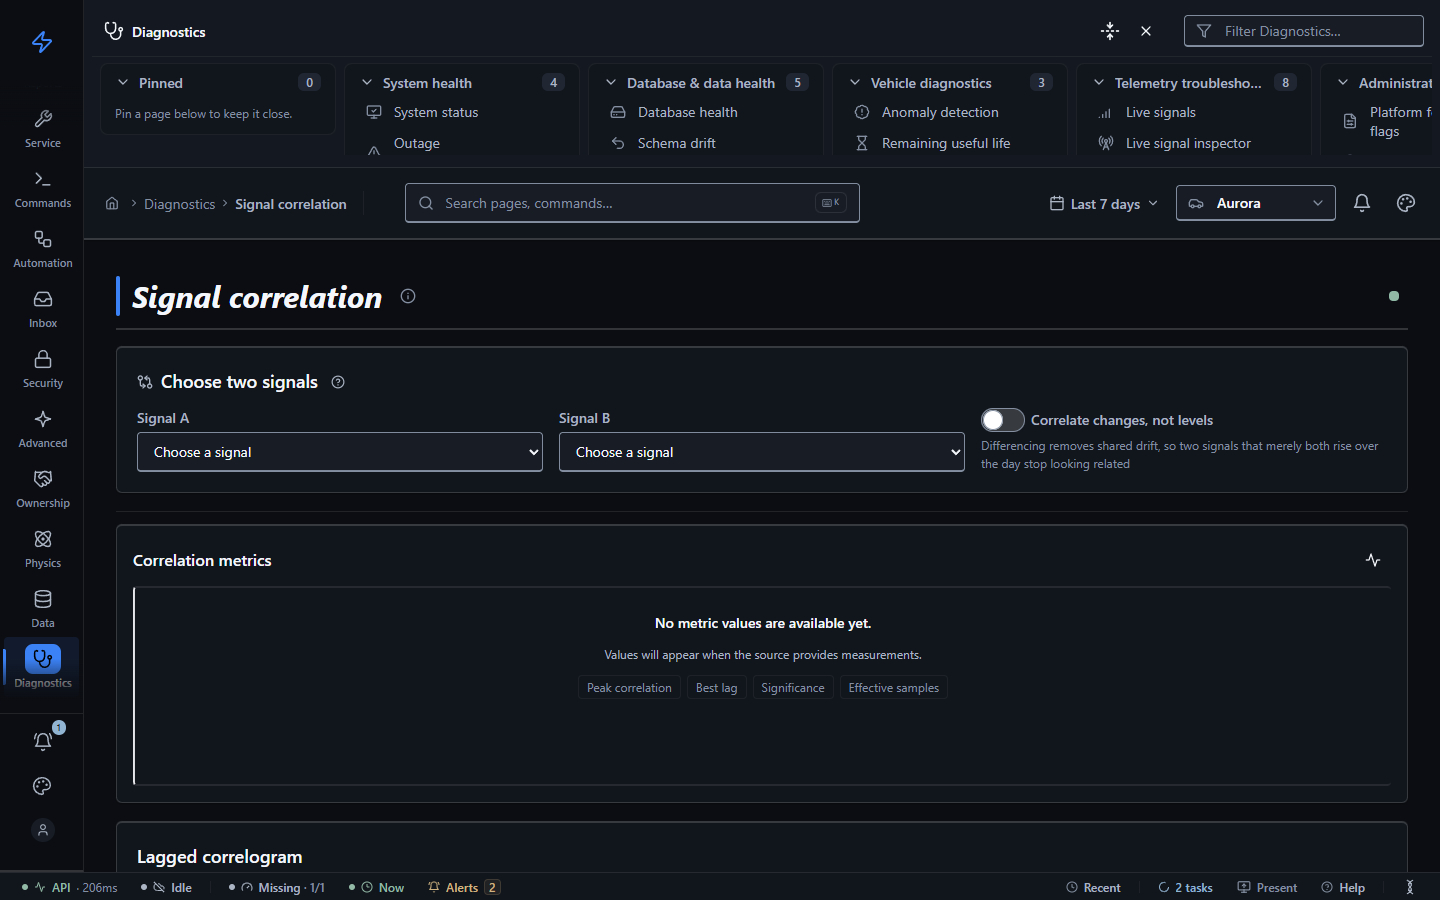 Diagnostics
Filter Diagnostics...
Pinned 0
Pin a page below to keep it close.
System health 4
System status
Outage
Database & data health 5
Database health
Schema drift
Vehicle diagnostics 3
Anomaly detection
Remaining useful life
Telemetry troublesho... 8
Live signals
Live signal inspector
Administrat
Platform f
flags
Service
Commands
Automation
Inbox
Security
Advanced
Ownership
Physics
Data
Diagnostics
1
Diagnostics
Signal correlation
Search pages, commands...
K
Last 7 days
Aurora
Signal correlation
Choose two signals
Signal A
Choose a signal
Signal B
Choose a signal
Correlate changes, not levels
Differencing removes shared drift, so two signals that merely both rise over
the day stop looking related
Correlation metrics
No metric values are available yet.
Values will appear when the source provides measurements.
Peak correlation
Best lag
Significance
Effective samples
Lagged correlogram
API · 206ms
Idle
Missing · 1/1
Now
Alerts 2
Recent
2 tasks
Present
Help